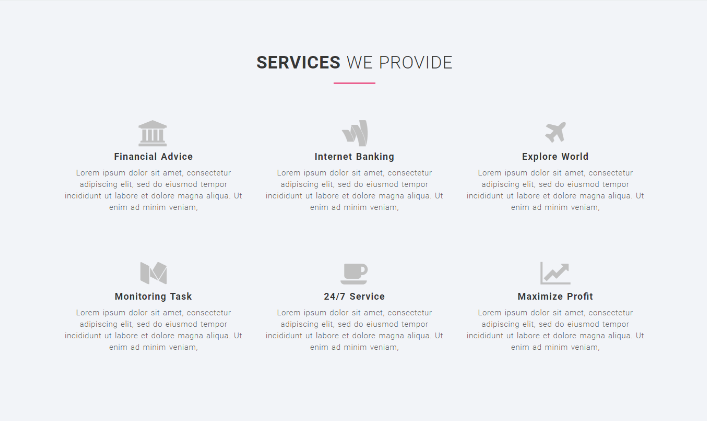 SERVICES WE PROVIDE
Financial Advice
Lorem ipsum dolor sit amet, consectetur
adipiscing elit, sed do eiusmod tempor
incididunt ut labore et dolore magna aliqua. Ut
enim ad minim veniam,
Internet Banking
Lorem ipsum dolor sit amet, consectetur
adipiscing elit, sed do eiusmod tempor
incididunt ut labore et dolore magna aliqua. Ut
enim ad minim veniam,
Explore World
Lorem ipsum dolor sit amet, consectetur
adipiscing elit, sed do eiusmod tempor
incididunt ut labore et dolore magna aliqua. Ut
enim ad minim veniam,
Monitoring Task
Lorem ipsum dolor sit amet, consectetur
adipiscing elit, sed do eiusmod tempor
incididunt ut labore et dolore magna aliqua. Ut
enim ad minim veniam,
24/7 Service
Lorem ipsum dolor sit amet, consectetur
adipiscing elit, sed do eiusmod tempor
incididunt ut labore et dolore magna aliqua. Ut
enim ad minim veniam,
Maximize Profit
Lorem ipsum dolor sit amet, consectetur
adipiscing elit, sed do eiusmod tempor
incididunt ut labore et dolore magna aliqua. Ut
enim ad minim veniam,